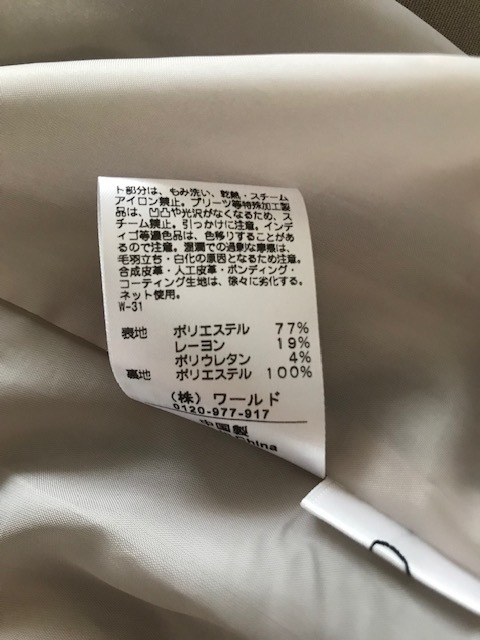 ト部分は、もみ洗い、乾熱・スチーム
アイロン禁止。プリーツ等特殊加工製
品は、凹凸や光沢がなくなるため、ス
チーム禁止。引っかけに注意。インデ
ィゴ等濃色品は、色移りすることがあ
るので注意。湿潤での過剰な摩擦は、
毛羽立ち・白化の原因となるため注意。
合成皮革・人工皮革・ボンディング・
コーティング生地は、徐々に劣化する。
ネット使用。
W-31
表地 ポリエステル 77%
レーヨン 19%
ポリウレタン 4%
裏地 ポリエステル 100%
(株) ワールド
0120-977-917
中国製
China